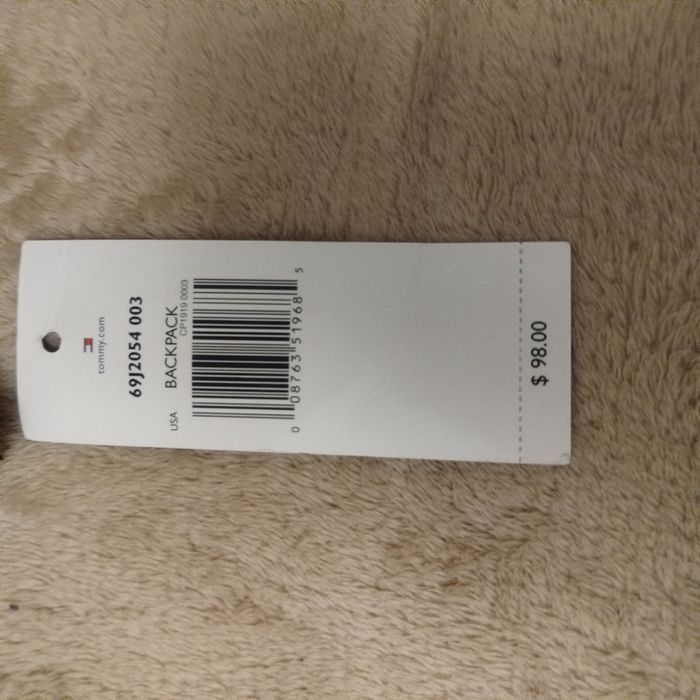 tommy.com
69J2054 003
USA
BACKPACK
CP1919 0003
0 08763 51968 5
$ 98.00